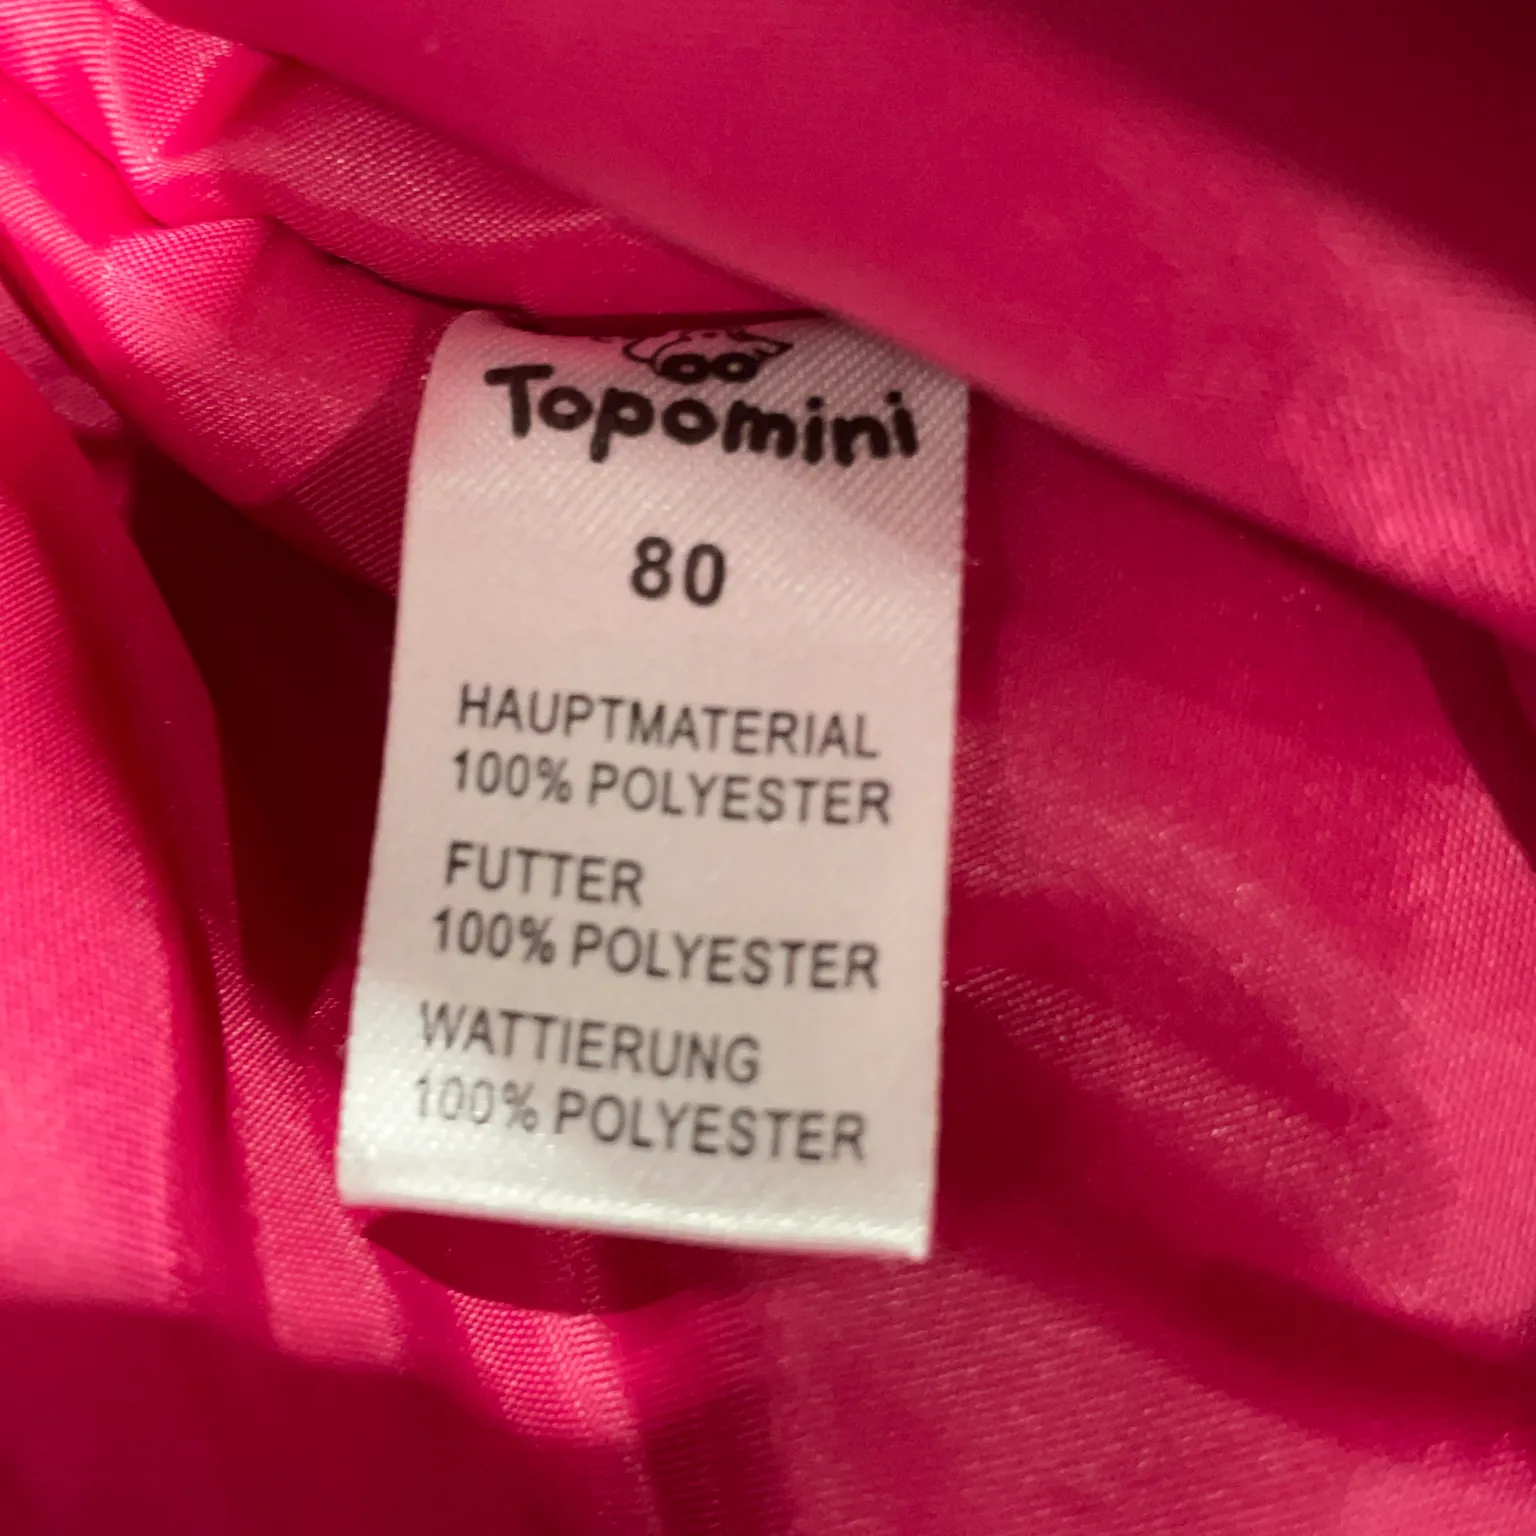 Topomini
80
HAUPTMATERIAL
100% POLYESTER
FUTTER
100% POLYESTER
WATTIERUNG
100% POLYESTER